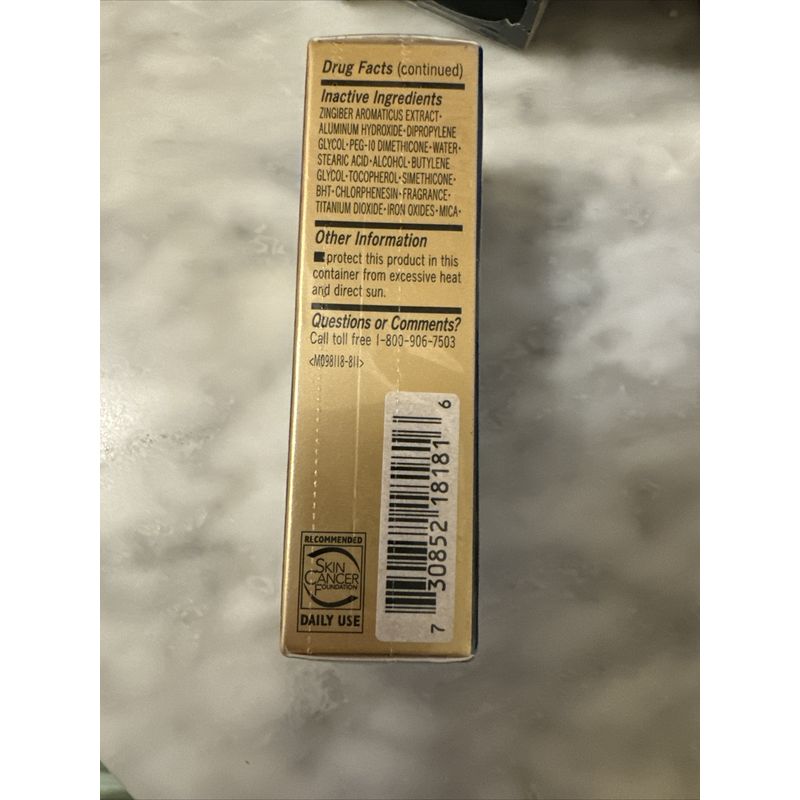 Drug Facts (continued)
Inactive Ingredients
ZINGIBER AROMATICUS EXTRACT•
ALUMINUM HYDROXIDE•DIPROPYLENE
GLYCOL•PEG-10 DIMETHICONE•WATER•
STEARIC ACID•ALCOHOL•BUTYLENE
GLYCOL•TOCOPHEROL•SIMETHICONE•
BHT•CHLORPHENESIN•FRAGRANCE•
TITANIUM DIOXIDE•IRON OXIDES•MICA•
Other Information
■ protect this product in this
container from excessive heat
and direct sun.
Questions or Comments?
Call toll free 1-800-906-7503
<M098118-811>
7 30852 18181 6
RECOMMENDED
SKIN
CANCER
FOUNDATION
DAILY USE